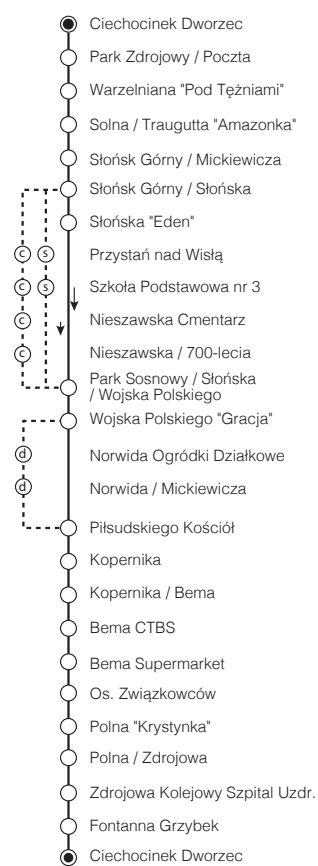 Ciechocinek Dworzec
Park Zdrojowy / Poczta
Warzelniana "Pod Tężniami"
Solna / Traugutta "Amazonka"
Słońsk Górny / Mickiewicza
Słońsk Górny / Słońska
Słońska "Eden"
c s Przystań nad Wisłą
c s Szkoła Podstawowa nr 3
c Nieszawska Cmentarz
c Nieszawska / 700-lecia
Park Sosnowy / Słońska
/ Wojska Polskiego
Wojska Polskiego "Gracja"
d Norwida Ogródki Działkowe
d Norwida / Mickiewicza
Piłsudskiego Kościół
Kopernika
Kopernika / Bema
Bema CTBS
Bema Supermarket
Os. Związkowców
Polna "Krystynka"
Polna / Zdrojowa
Zdrojowa Kolejowy Szpital Uzdr.
Fontanna Grzybek
Ciechocinek Dworzec